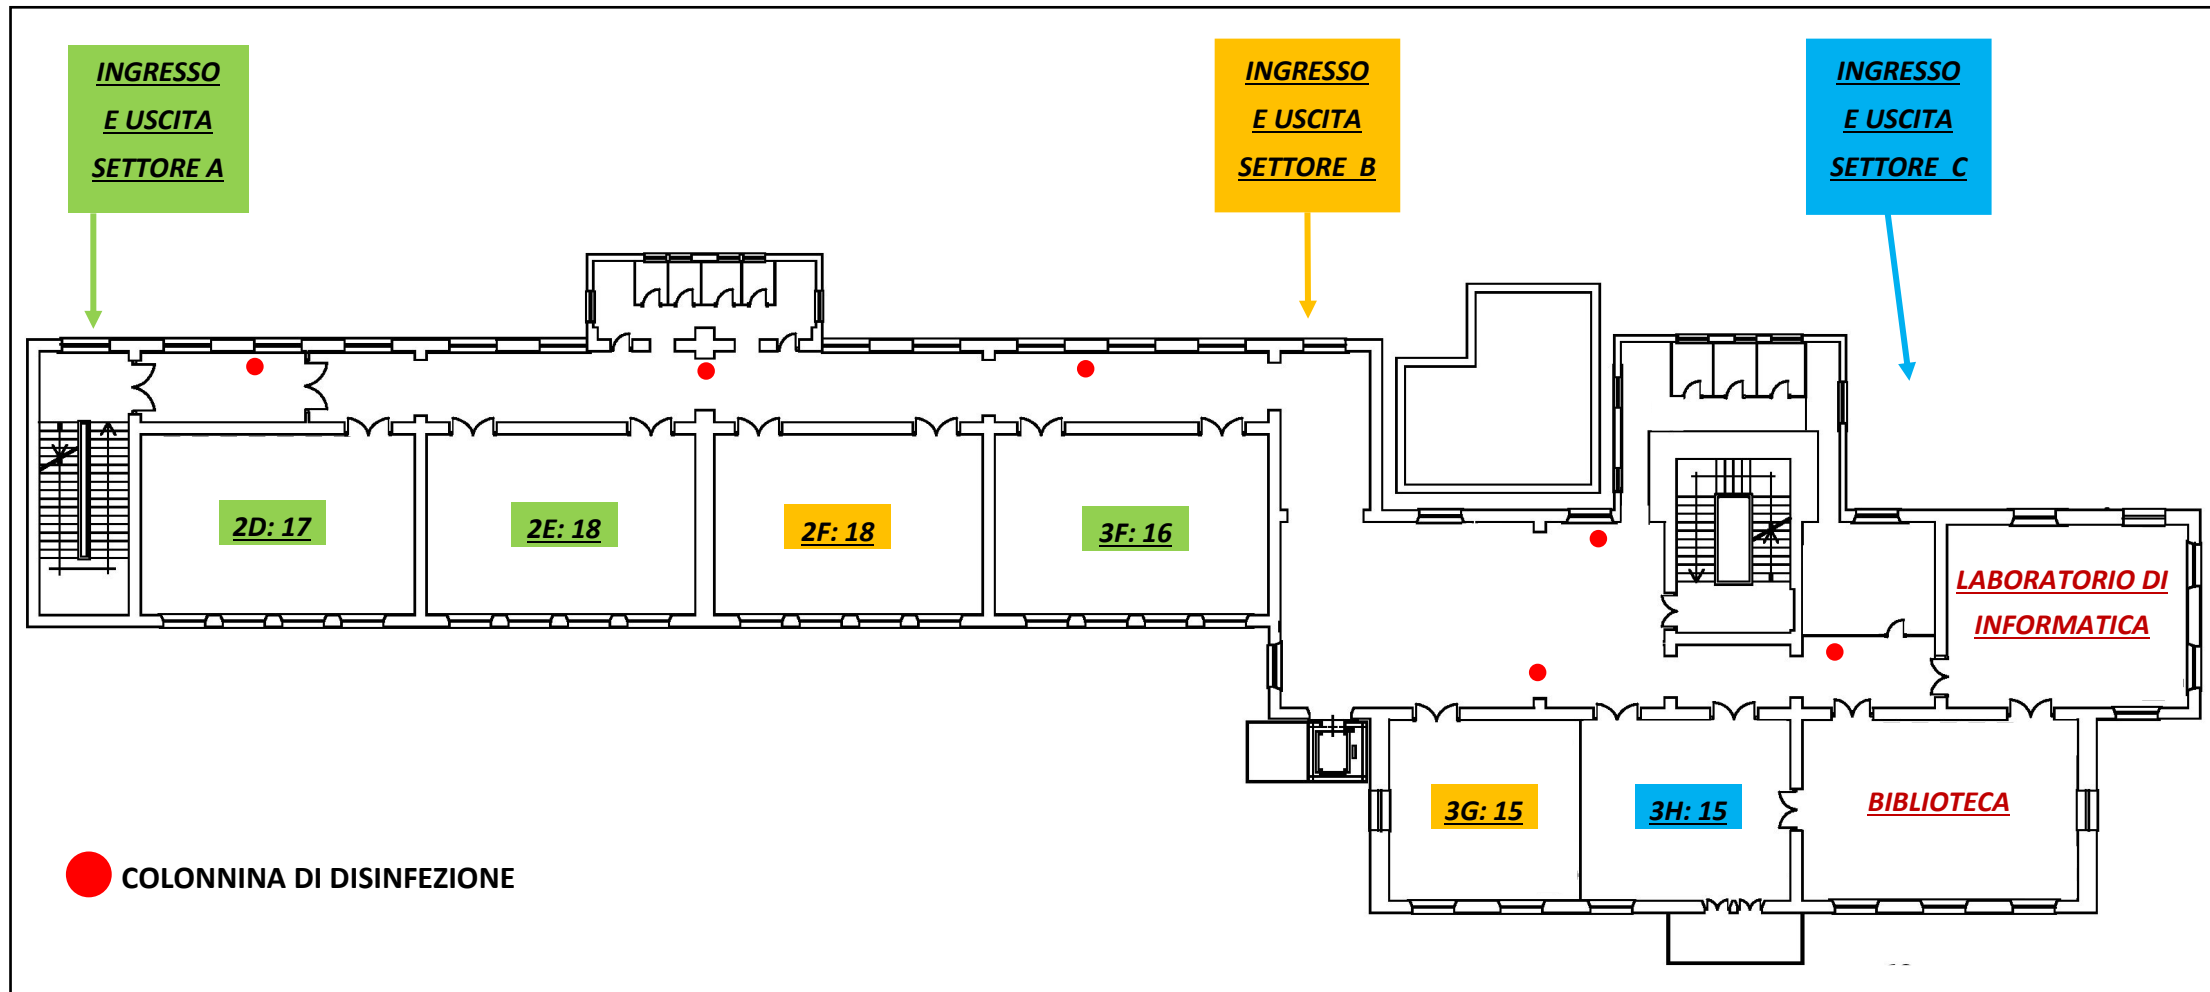 INGRESSO
E USCITA
SETTORE A
INGRESSO
E USCITA
SETTORE B
INGRESSO
E USCITA
SETTORE C
2D: 17
2E: 18
2F: 18
3F: 16
LABORATORIO DI
INFORMATICA
3G: 15
3H: 15
BIBLIOTECA
COLONNINA DI DISINFEZIONE